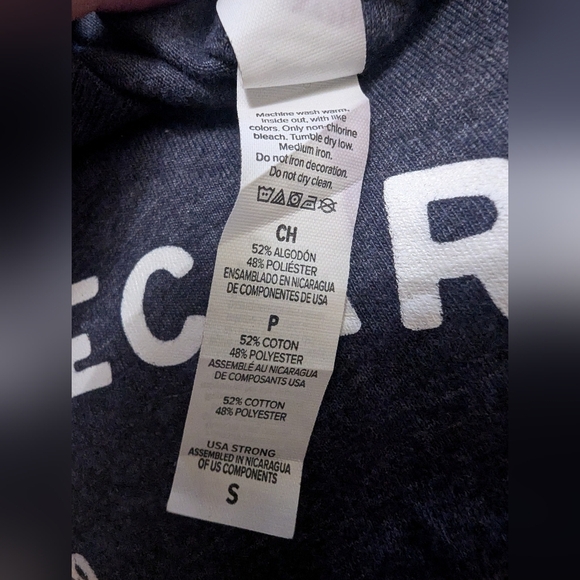 Machine wash warm,
inside out, with like
colors. Only non-chlorine
bleach. Tumble dry low.
Medium iron.
Do not iron decoration.
Do not dry clean.
CH
52% ALGODÓN
48% POLIÉSTER
ENSAMBLADO EN NICARAGUA
DE COMPONENTES DE USA
P
52% COTON
48% POLYESTER
ASSEMBLÉ AU NICARAGUA
DE COMPOSANTS USA
52% COTTON
48% POLYESTER
USA STRONG
ASSEMBLED IN NICARAGUA
OF US COMPONENTS
S
EC AR